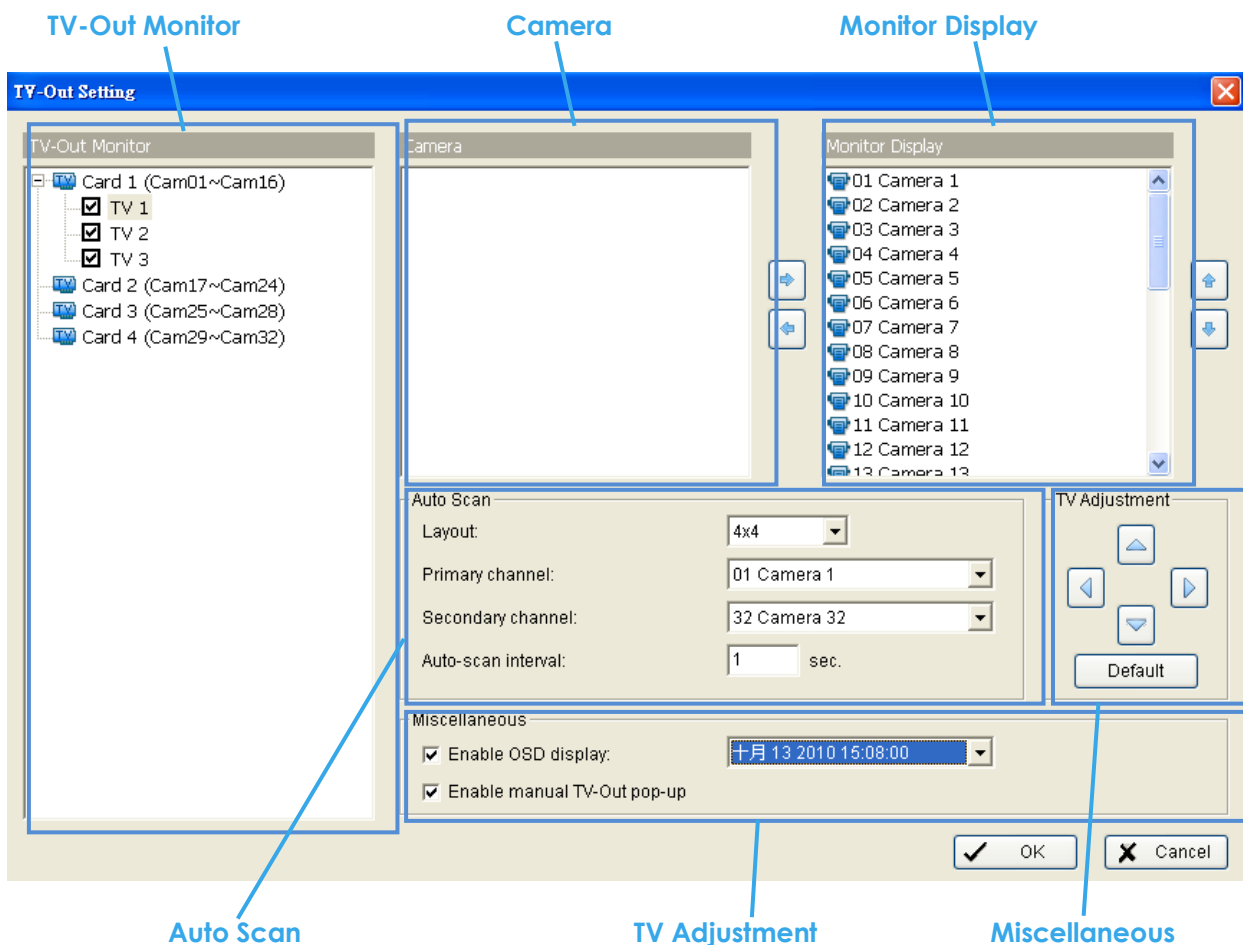 TV-Out Monitor
Camera
Monitor Display
TV-Out Setting
TV-Out Monitor
Card 1 (Cam01~Cam16)
TV 1
TV 2
TV 3
Card 2 (Cam17~Cam24)
Card 3 (Cam25~Cam28)
Card 4 (Cam29~Cam32)
Camera
Monitor Display
01 Camera 1
02 Camera 2
03 Camera 3
04 Camera 4
05 Camera 5
06 Camera 6
07 Camera 7
08 Camera 8
09 Camera 9
10 Camera 10
11 Camera 11
12 Camera 12
13 Camera 13
Auto Scan
Layout: 4x4
Primary channel: 01 Camera 1
Secondary channel: 32 Camera 32
Auto-scan interval: 1 sec.
TV Adjustment
Default
Miscellaneous
Enable OSD display: 十月 13 2010 15:08:00
Enable manual TV-Out pop-up
OK
Cancel
Auto Scan
TV Adjustment
Miscellaneous